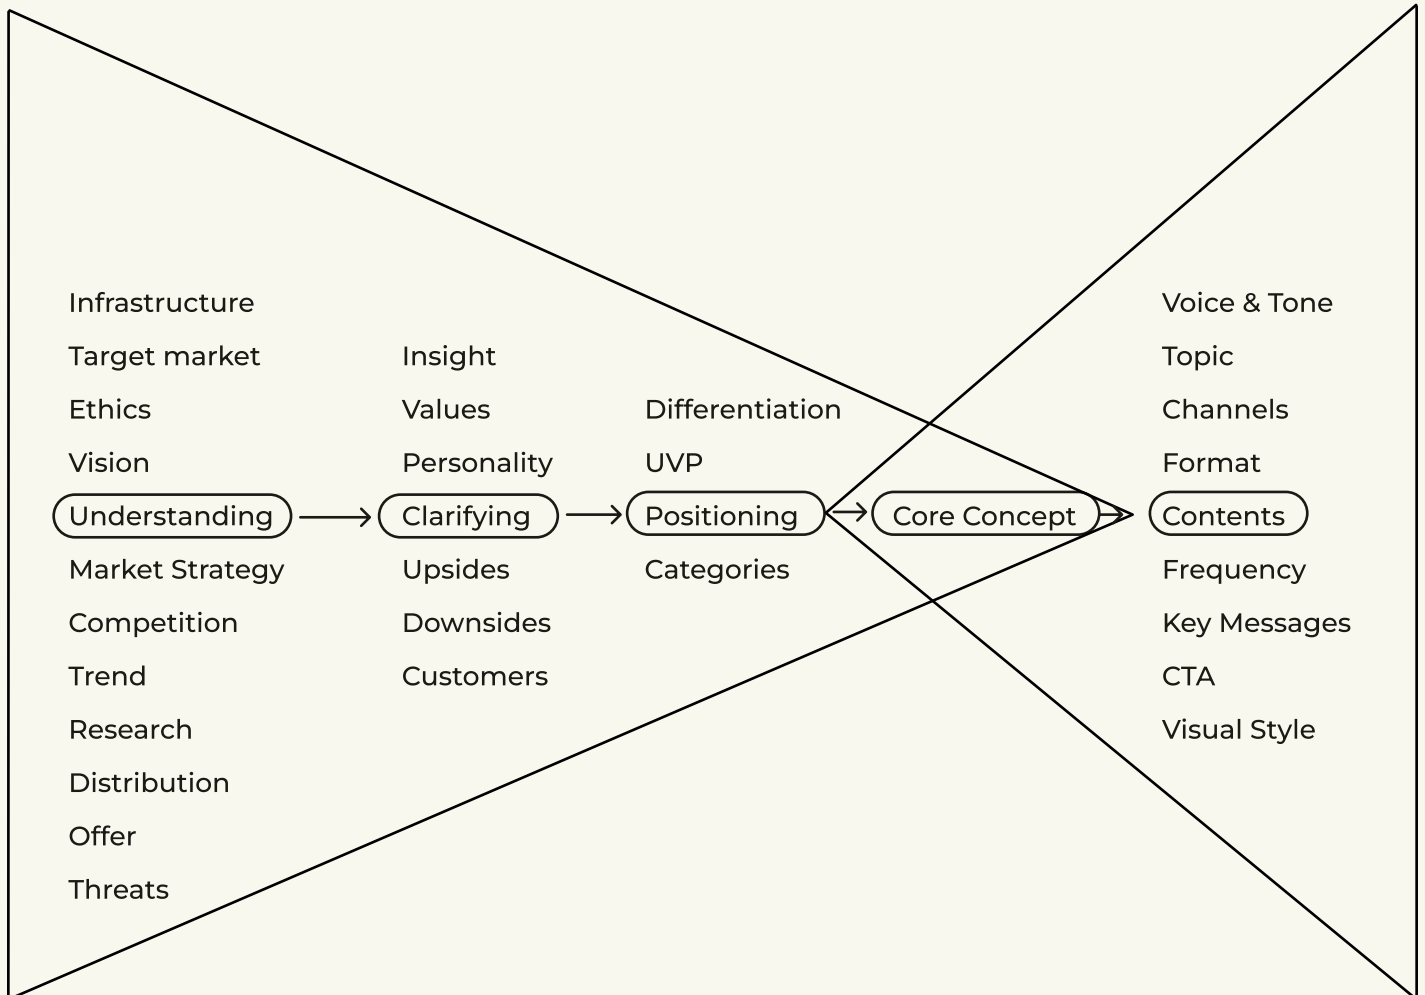 Infrastructure
Target market
Ethics
Vision
Understanding
Market Strategy
Competition
Trend
Research
Distribution
Offer
Threats
Insight
Values
Personality
Clarifying
Upsides
Downsides
Customers
Differentiation
UVP
Positioning
Categories
Core Concept
Voice & Tone
Topic
Channels
Format
Contents
Frequency
Key Messages
CTA
Visual Style